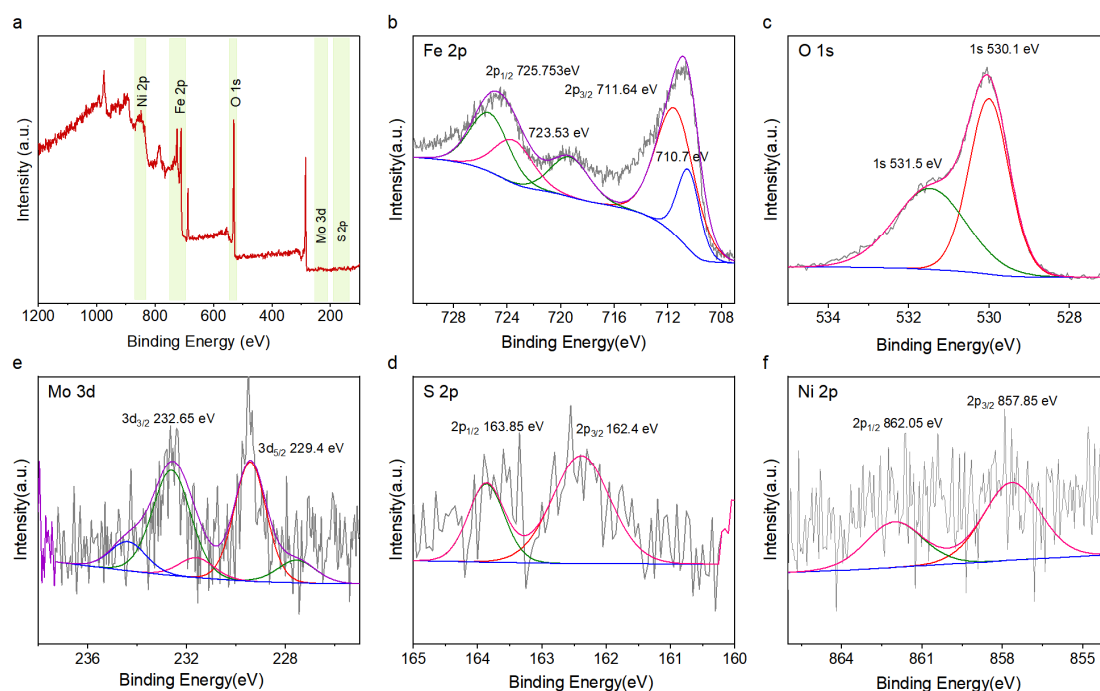 a
Ni 2p
Fe 2p
O 1s
Mo 3d
S 2p
Intensity (a.u.)
1200 1000 800 600 400 200
Binding Energy (eV)
b
Fe 2p
2p1/2 725.753eV
2p3/2 711.64 eV
723.53 eV
710.7 eV
Intensity(a.u.)
728 724 720 716 711 708
Binding Energy(eV)
c
O 1s
1s 530.1 eV
1s 531.5 eV
Intensity(a.u.)
534 533 531 530 528
Binding Energy(eV)
e
Mo 3d
3d3/2 232.65 eV
3d5/2 229.4 eV
Intensity(a.u.)
236 232 228
Binding Energy(eV)
d
S 2p
2p1/2 163.85 eV
2p3/2 162.4 eV
Intensity(a.u.)
165 164 163 162 161 160
Binding Energy(eV)
f
Ni 2p
2p3/2 857.85 eV
2p1/2 862.05 eV
Intensity(a.u.)
864 861 858 855
Binding Energy(eV)